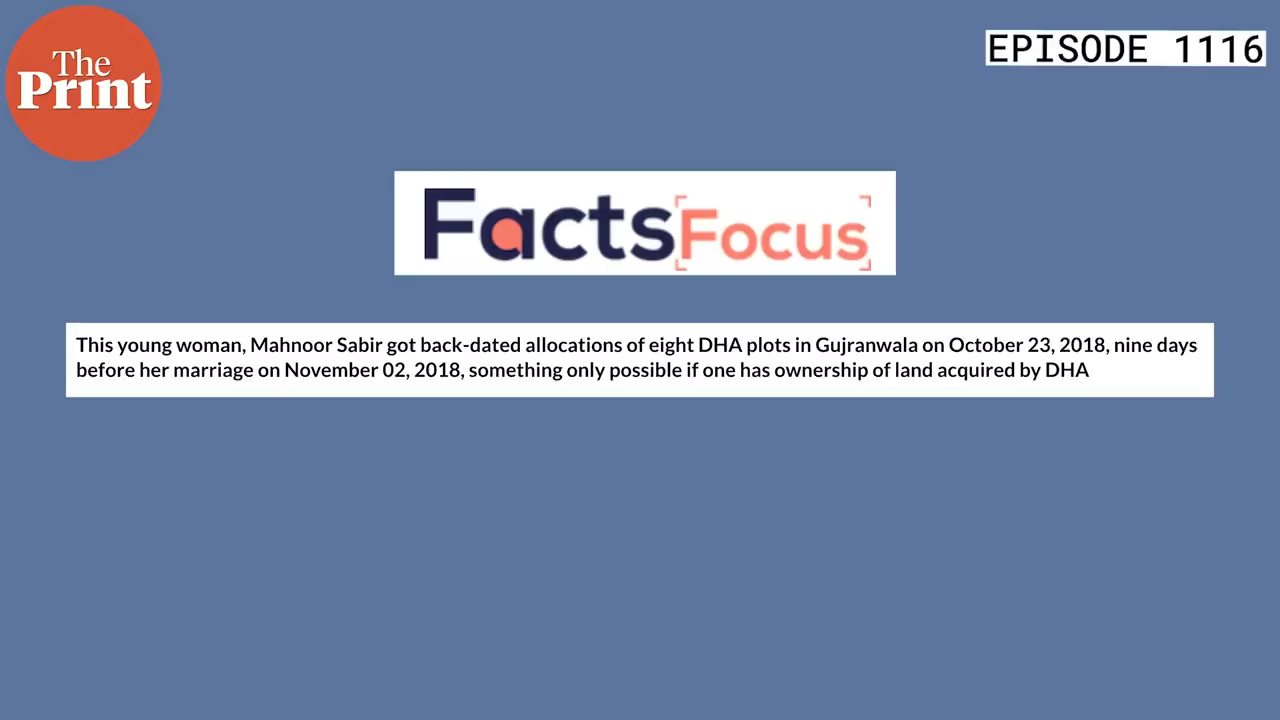 The
Print
EPISODE 1116
Facts Focus
This young woman, Mahnoor Sabir got back-dated allocations of eight DHA plots in Gujranwala on October 23, 2018, nine days
before her marriage on November 02, 2018, something only possible if one has ownership of land acquired by DHA